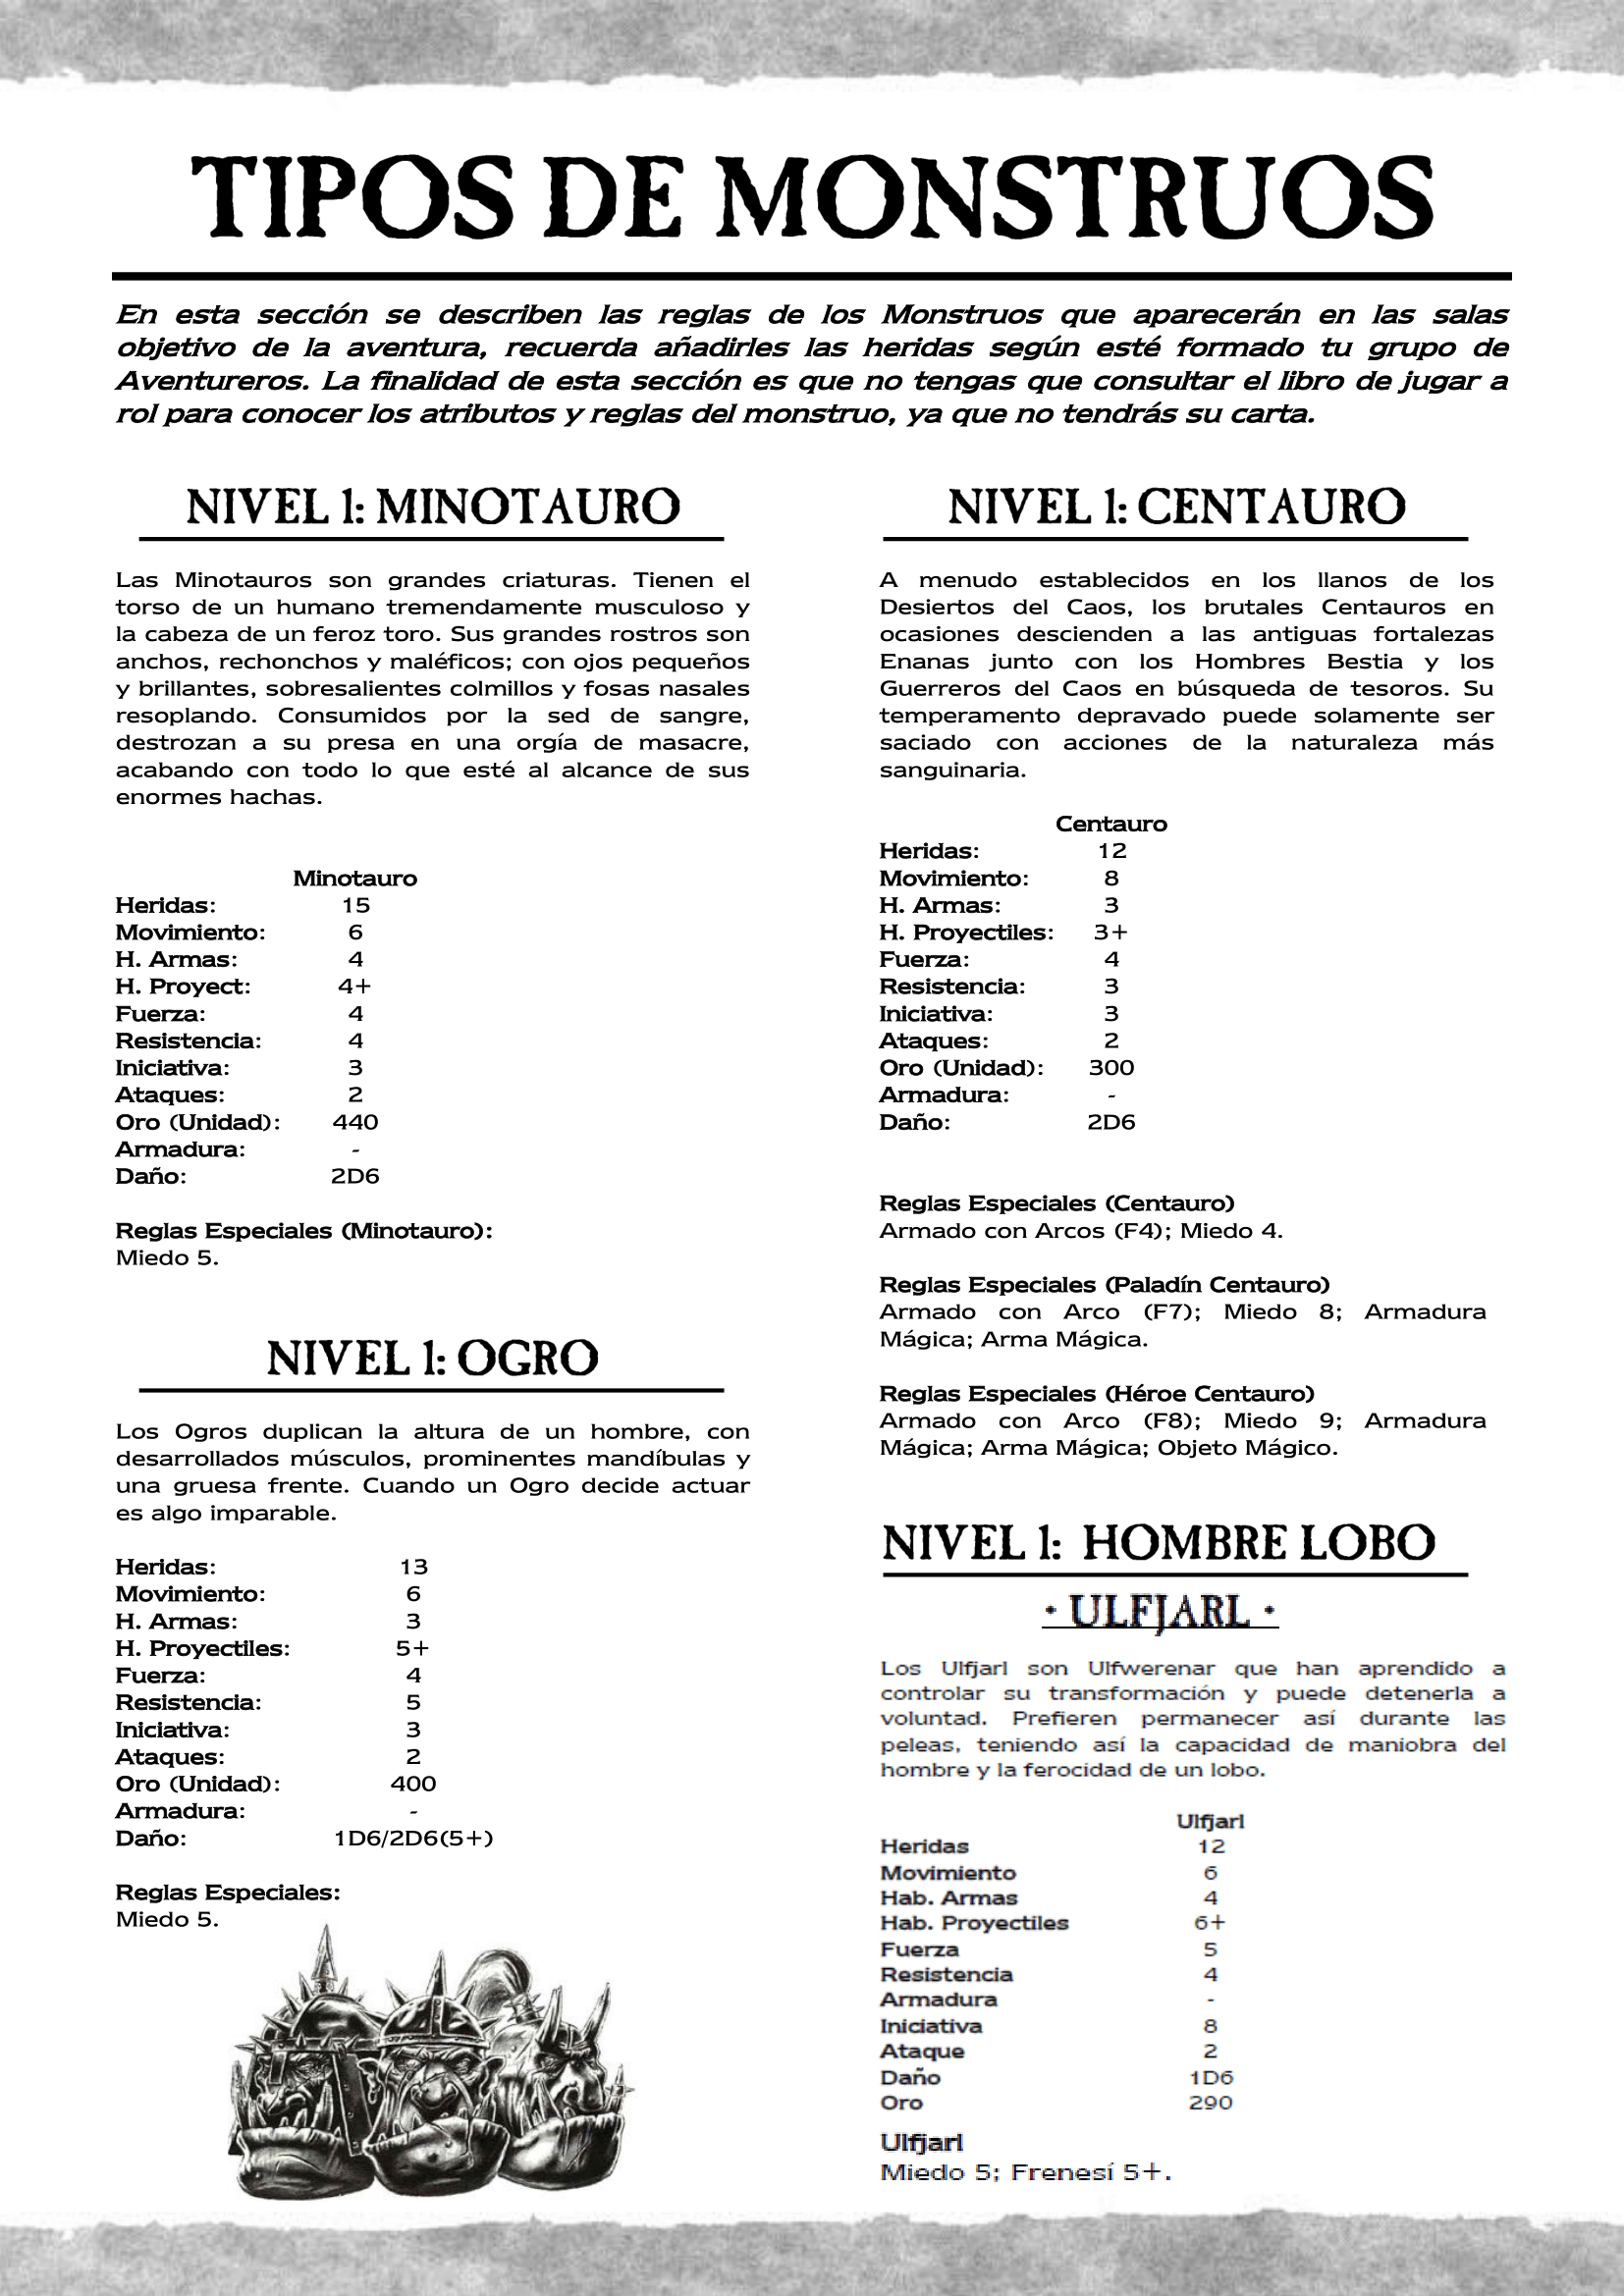 TIPOS DE MONSTRUOS
En esta sección se describen las reglas de los Monstruos que aparecerán en las salas
objetivo de la aventura, recuerda añadirles las heridas según esté formado tu grupo de
Aventureros. La finalidad de esta sección es que no tengas que consultar el libro de jugar a
rol para conocer los atributos y reglas del monstruo, ya que no tendrás su carta.
NIVEL 1: MINOTAURO
Las Minotauros son grandes criaturas. Tienen el
torso de un humano tremendamente musculoso y
la cabeza de un feroz toro. Sus grandes rostros son
anchos, rechonchos y maléficos; con ojos pequeños
y brillantes, sobresalientes colmillos y fosas nasales
resoplando. Consumidos por la sed de sangre,
destrozan a su presa en una orgía de masacre,
acabando con todo lo que esté al alcance de sus
enormes hachas.
Minotauro
Heridas: 15
Movimiento: 6
H. Armas: 4
H. Proyect: 4+
Fuerza: 4
Resistencia: 4
Iniciativa: 3
Ataques: 2
Oro (Unidad): 440
Armadura: -
Daño: 2D6
Reglas Especiales (Minotauro):
Miedo 5.
NIVEL 1: OGRO
Los Ogros duplican la altura de un hombre, con
desarrollados músculos, prominentes mandíbulas y
una gruesa frente. Cuando un Ogro decide actuar
es algo imparable.
Heridas: 13
Movimiento: 6
H. Armas: 3
H. Proyectiles: 5+
Fuerza: 4
Resistencia: 5
Iniciativa: 3
Ataques: 2
Oro (Unidad): 400
Armadura: -
Daño: 1D6/2D6(5+)
Reglas Especiales:
Miedo 5.
NIVEL 1: CENTAURO
A menudo establecidos en los llanos de los
Desiertos del Caos, los brutales Centauros en
ocasiones descienden a las antiguas fortalezas
Enanas junto con los Hombres Bestia y los
Guerreros del Caos en búsqueda de tesoros. Su
temperamento depravado puede solamente ser
saciado con acciones de la naturaleza más
sanguinaria.
Centauro
Heridas: 12
Movimiento: 8
H. Armas: 3
H. Proyectiles: 3+
Fuerza: 4
Resistencia: 3
Iniciativa: 3
Ataques: 2
Oro (Unidad): 300
Armadura: -
Daño: 2D6
Reglas Especiales (Centauro)
Armado con Arcos (F4); Miedo 4.
Reglas Especiales (Paladín Centauro)
Armado con Arco (F7); Miedo 8; Armadura
Mágica; Arma Mágica.
Reglas Especiales (Héroe Centauro)
Armado con Arco (F8); Miedo 9; Armadura
Mágica; Arma Mágica; Objeto Mágico.
NIVEL 1: HOMBRE LOBO
· ULFJARL ·
Los Ulfjarl son Ulfwerenar que han aprendido a
controlar su transformación y puede detenerla a
voluntad. Prefieren permanecer así durante las
peleas, teniendo así la capacidad de maniobra del
hombre y la ferocidad de un lobo.
Ulfjarl
Heridas 12
Movimiento 6
Hab. Armas 4
Hab. Proyectiles 6+
Fuerza 5
Resistencia 4
Armadura -
Iniciativa 8
Ataque 2
Daño 1D6
Oro 290
Ulfjarl
Miedo 5; Frenesí 5+.